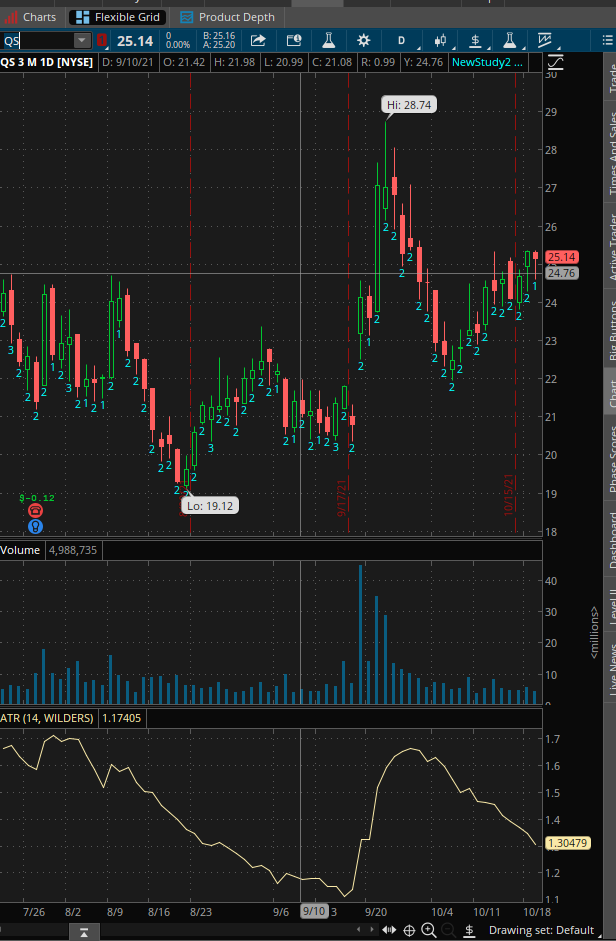 Charts Flexible Grid Product Depth
QS 25.14 0 0.00% B: 25.16 A: 25.20 D
QS 3 M 1D [NYSE] D: 9/10/21 O: 21.42 H: 21.98 L: 20.99 C: 21.08 R: 0.99 Y: 24.76 NewStudy2 ...
30
29
Hi: 28.74
28
27
26
25.14
24.76
24
23
22
21
20
19
18
Lo: 19.12
$-0.12
9/17/21
10/15/21
Volume 4,988,735
40
30
20
10
0
<millions>
ATR (14, WILDERS) 1.17405
1.7
1.6
1.5
1.4
1.30479
1.2
1.1
7/26 8/2 8/9 8/16 8/23 9/6 9/10 3 9/20 10/4 10/11 10/18
Drawing set: Default
Trade
Times And Sales
Active Trader
Big Buttons
Chart
Phase Scores
Dashboard
Level II
Live News